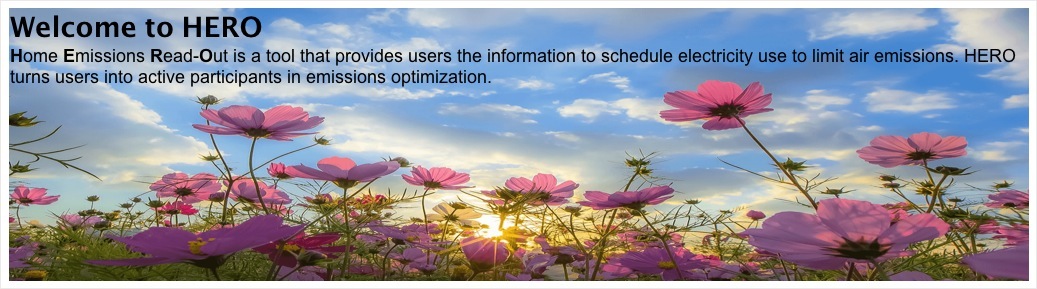 Welcome to HERO
Home Emissions Read-Out is a tool that provides users the information to schedule electricity use to limit air emissions. HERO
turns users into active participants in emissions optimization.